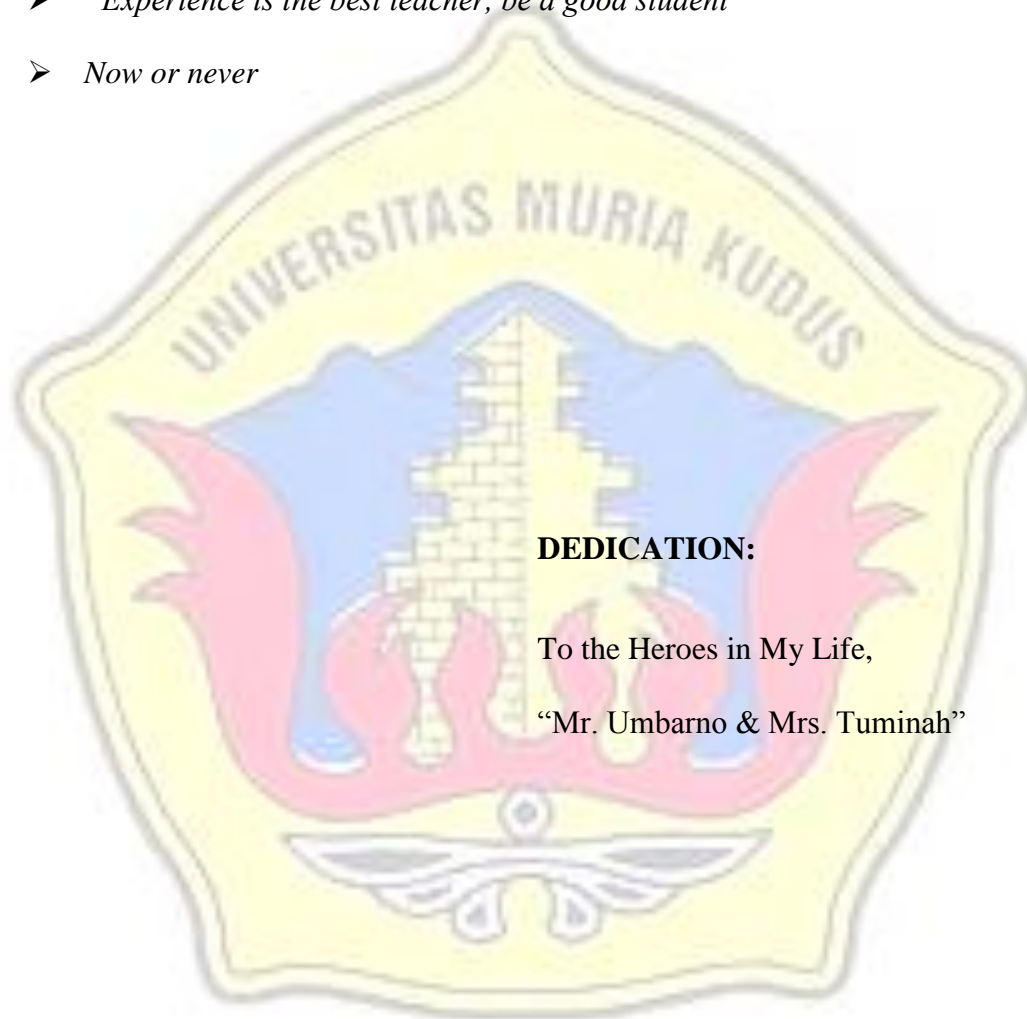 ➢ Experience is the best teacher, be a good student
➢ Now or never
UNIVERSITAS MURIA KUDUS
DEDICATION:
To the Heroes in My Life,
“Mr. Umbarno & Mrs. Tuminah”